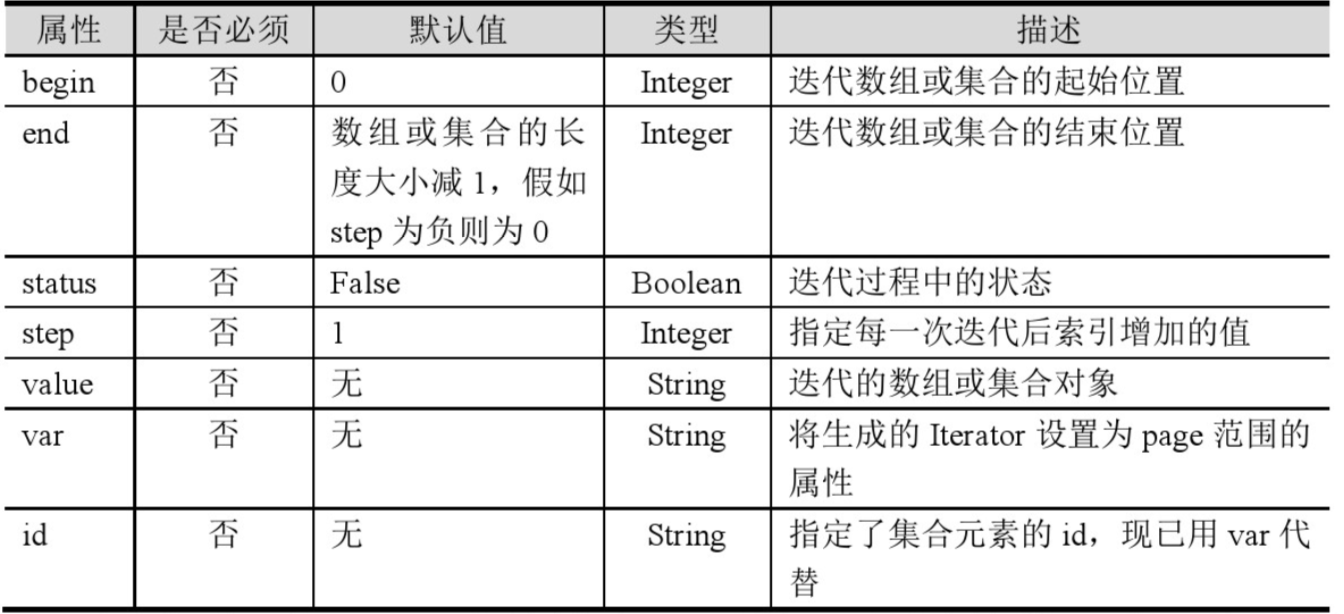 属性 是否必须 默认值 类型 描述
begin 否 0 Integer 迭代数组或集合的起始位置
end 否 数组或集合的长 Integer 迭代数组或集合的结束位置
度大小减 1，假如
step 为负则为 0
status 否 False Boolean 迭代过程中的状态
step 否 1 Integer 指定每一次迭代后索引增加的值
value 否 无 String 迭代的数组或集合对象
var 否 无 String 将生成的 Iterator 设置为 page 范围的
属性
id 否 无 String 指定了集合元素的 id，现已用 var 代
替